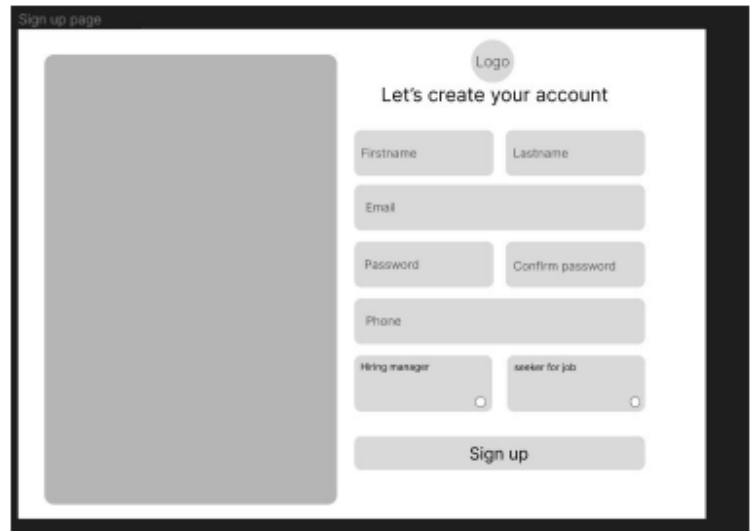 Sign up page
Logo
Let's create your account
Firstname Lastname
Email
Password Confirm password
Phone
Hiring manager seeker for job
Sign up